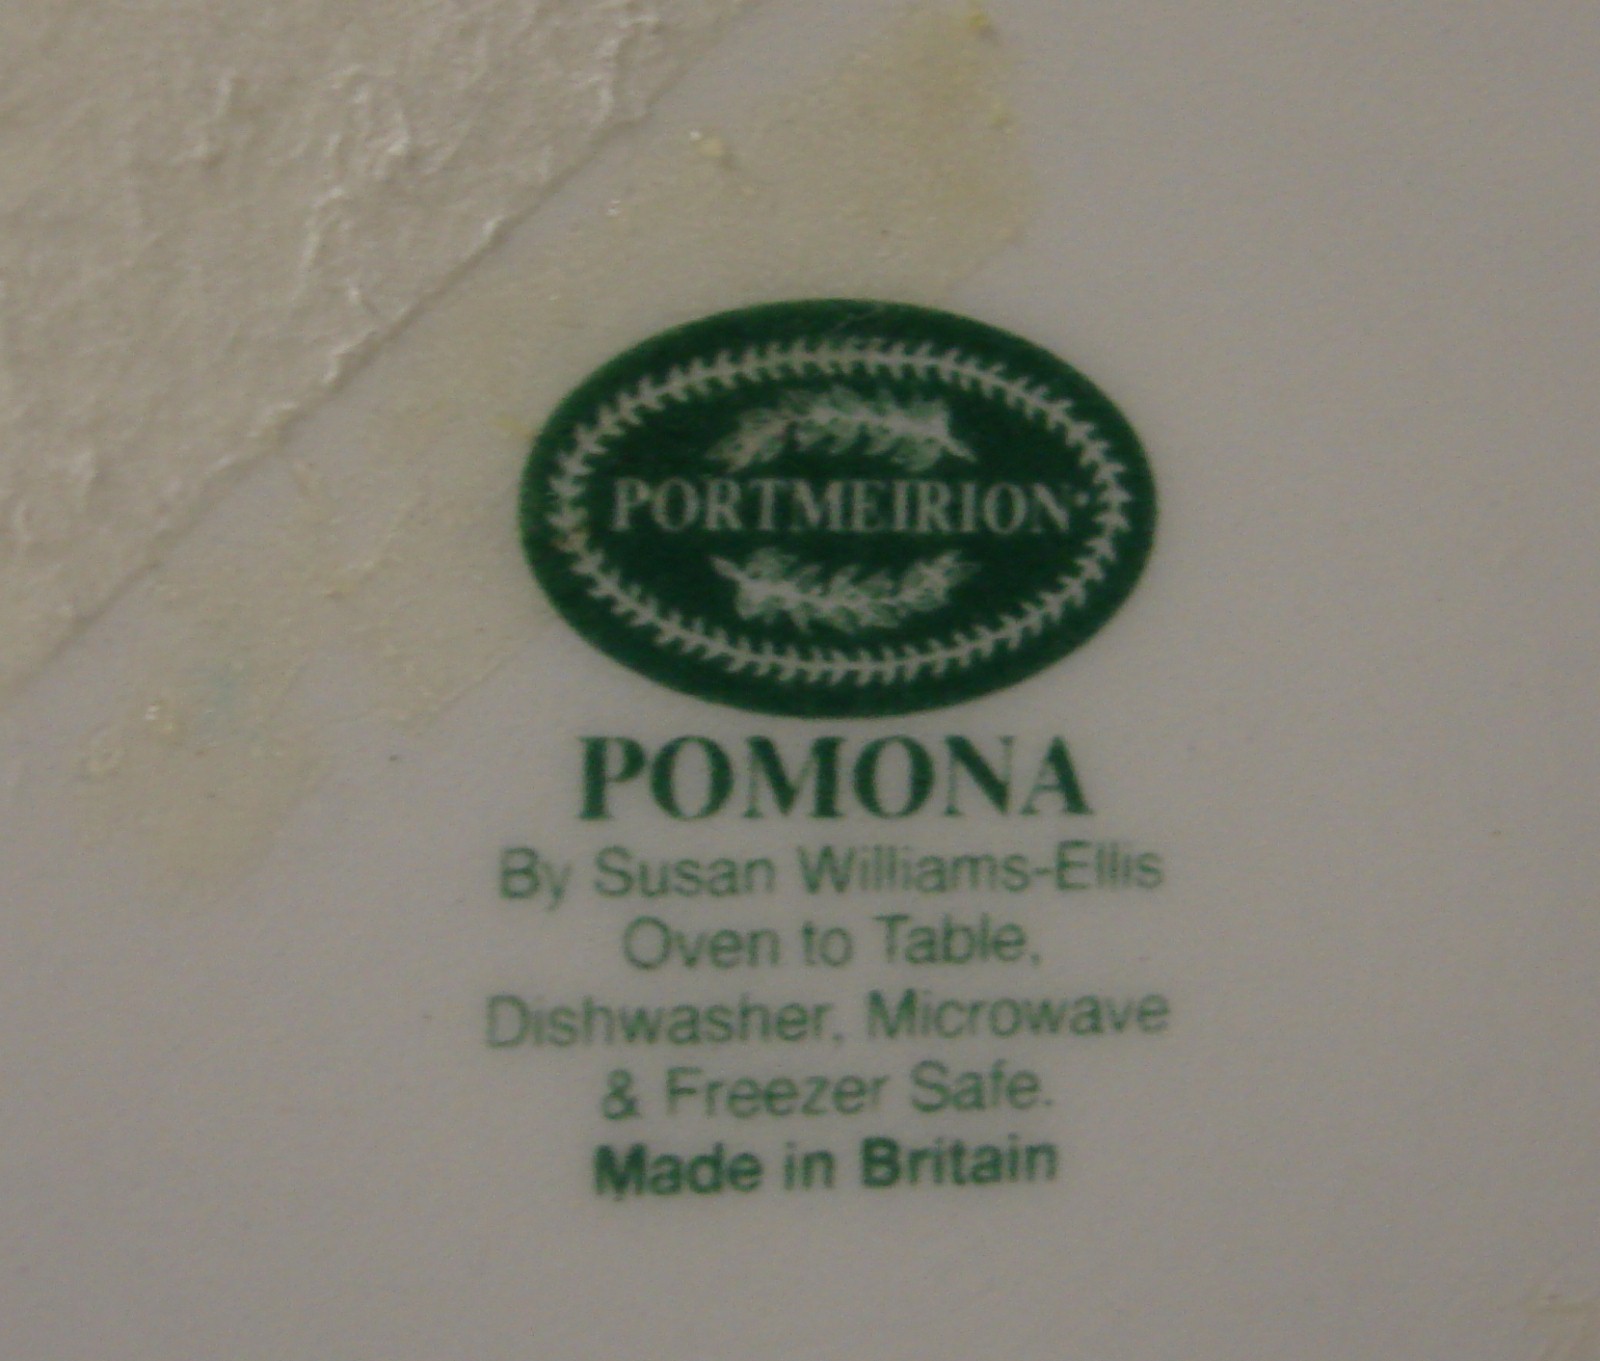 PORTMEIRION
POMONA
By Susan Williams-Ellis
Oven to Table,
Dishwasher, Microwave
& Freezer Safe.
Made in Britain